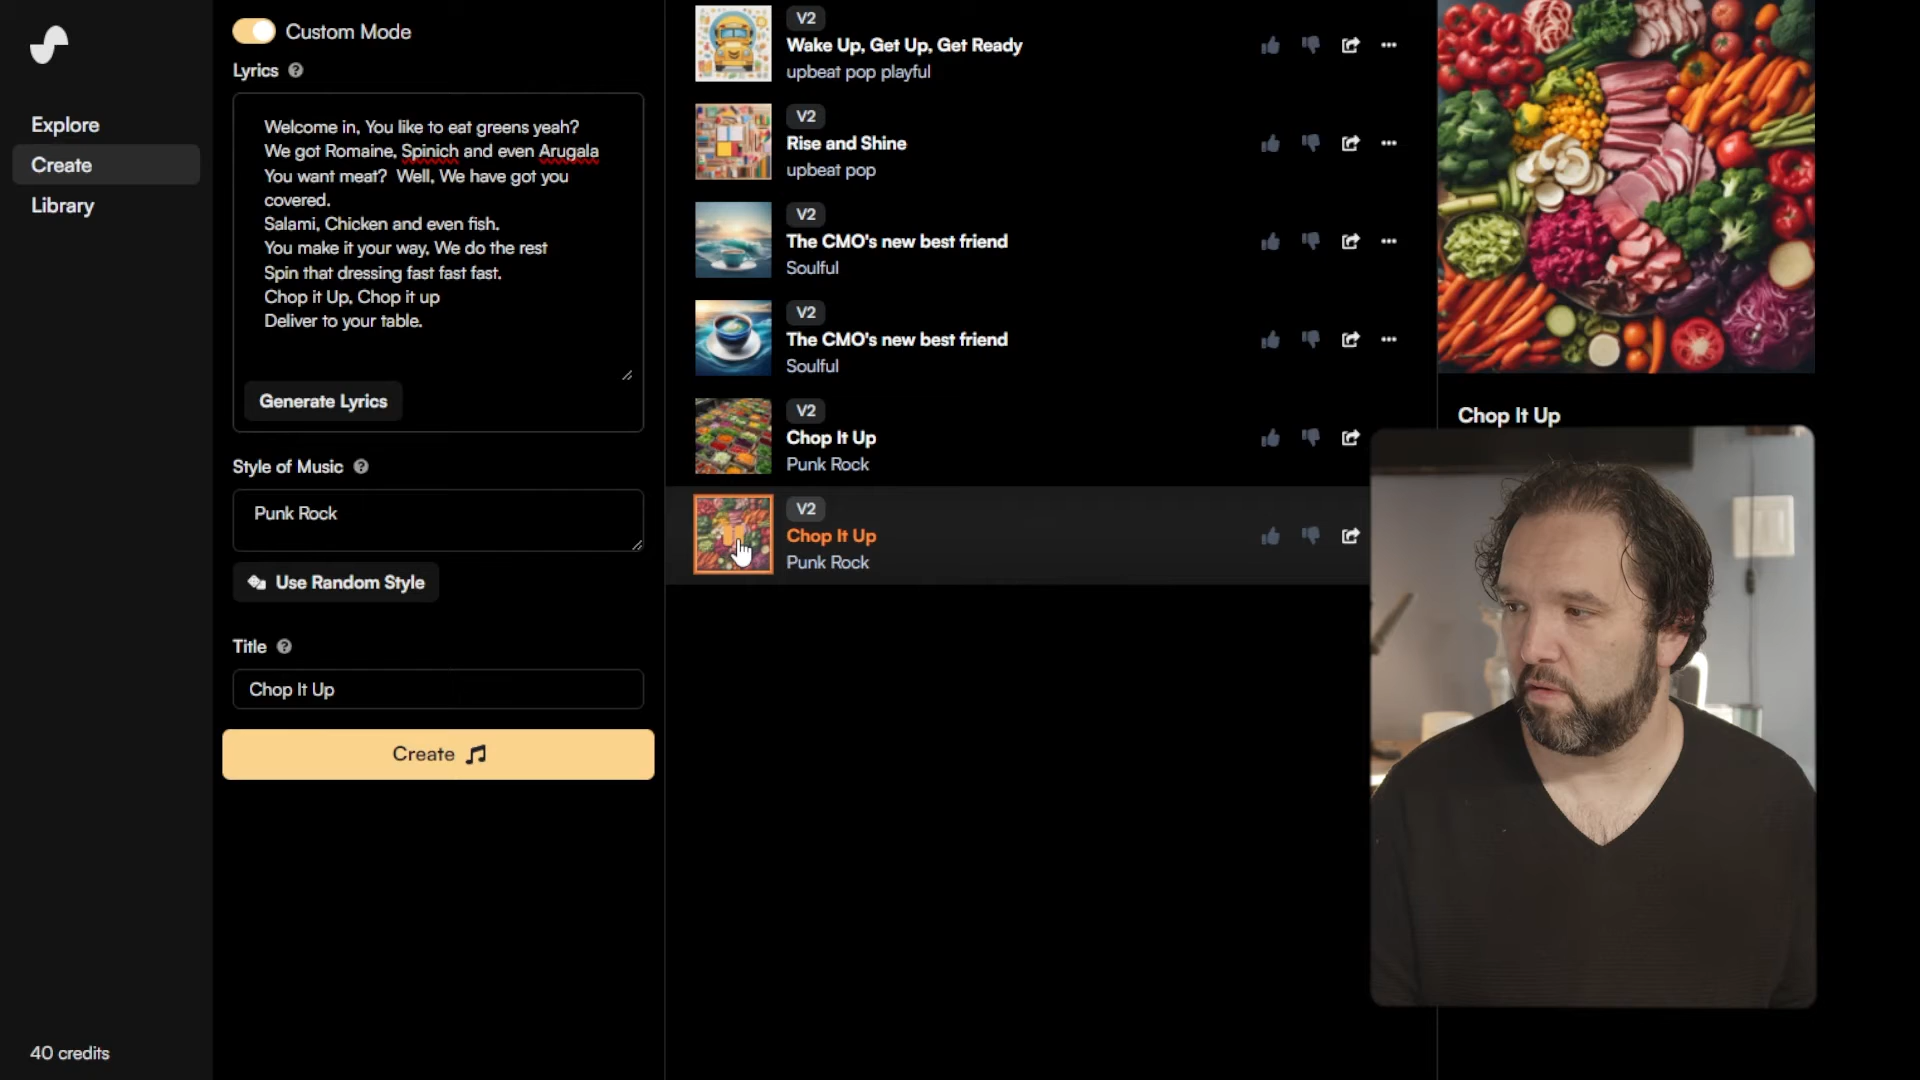 Explore
Create
Library
40 credits
Custom Mode
Lyrics
Welcome in, You like to eat greens yeah?
We got Romaine, Spinich and even Arugala
You want meat?  Well, We have got you
covered.
Salami, Chicken and even fish.
You make it your way, We do the rest
Spin that dressing fast fast fast.
Chop it Up, Chop it up
Deliver to your table.
Generate Lyrics
Style of Music
Punk Rock
Use Random Style
Title
Chop It Up
Create
V2
Wake Up, Get Up, Get Ready
upbeat pop playful
V2
Rise and Shine
upbeat pop
V2
The CMO's new best friend
Soulful
V2
The CMO's new best friend
Soulful
V2
Chop It Up
Punk Rock
V2
Chop It Up
Punk Rock
Chop It Up